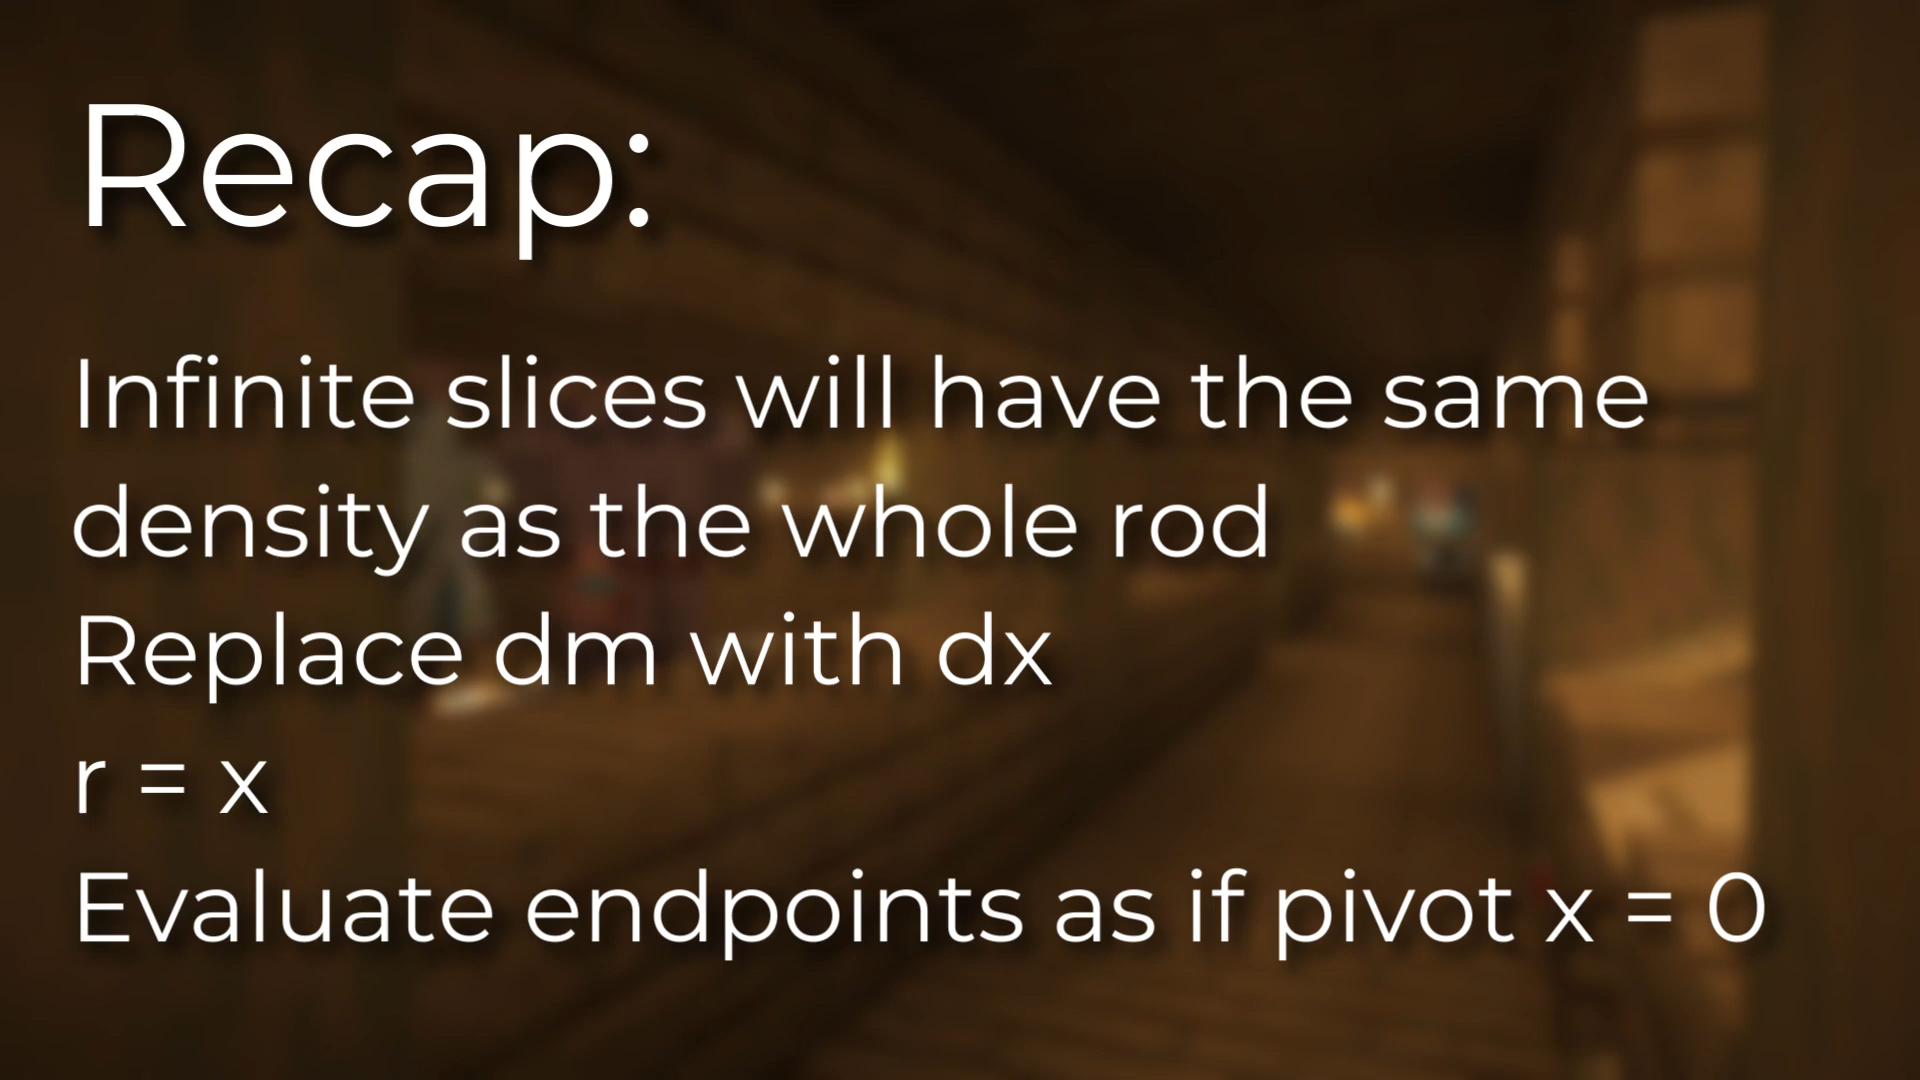 Recap:
Infinite slices will have the same
density as the whole rod
Replace dm with dx
r = x
Evaluate endpoints as if pivot x = 0